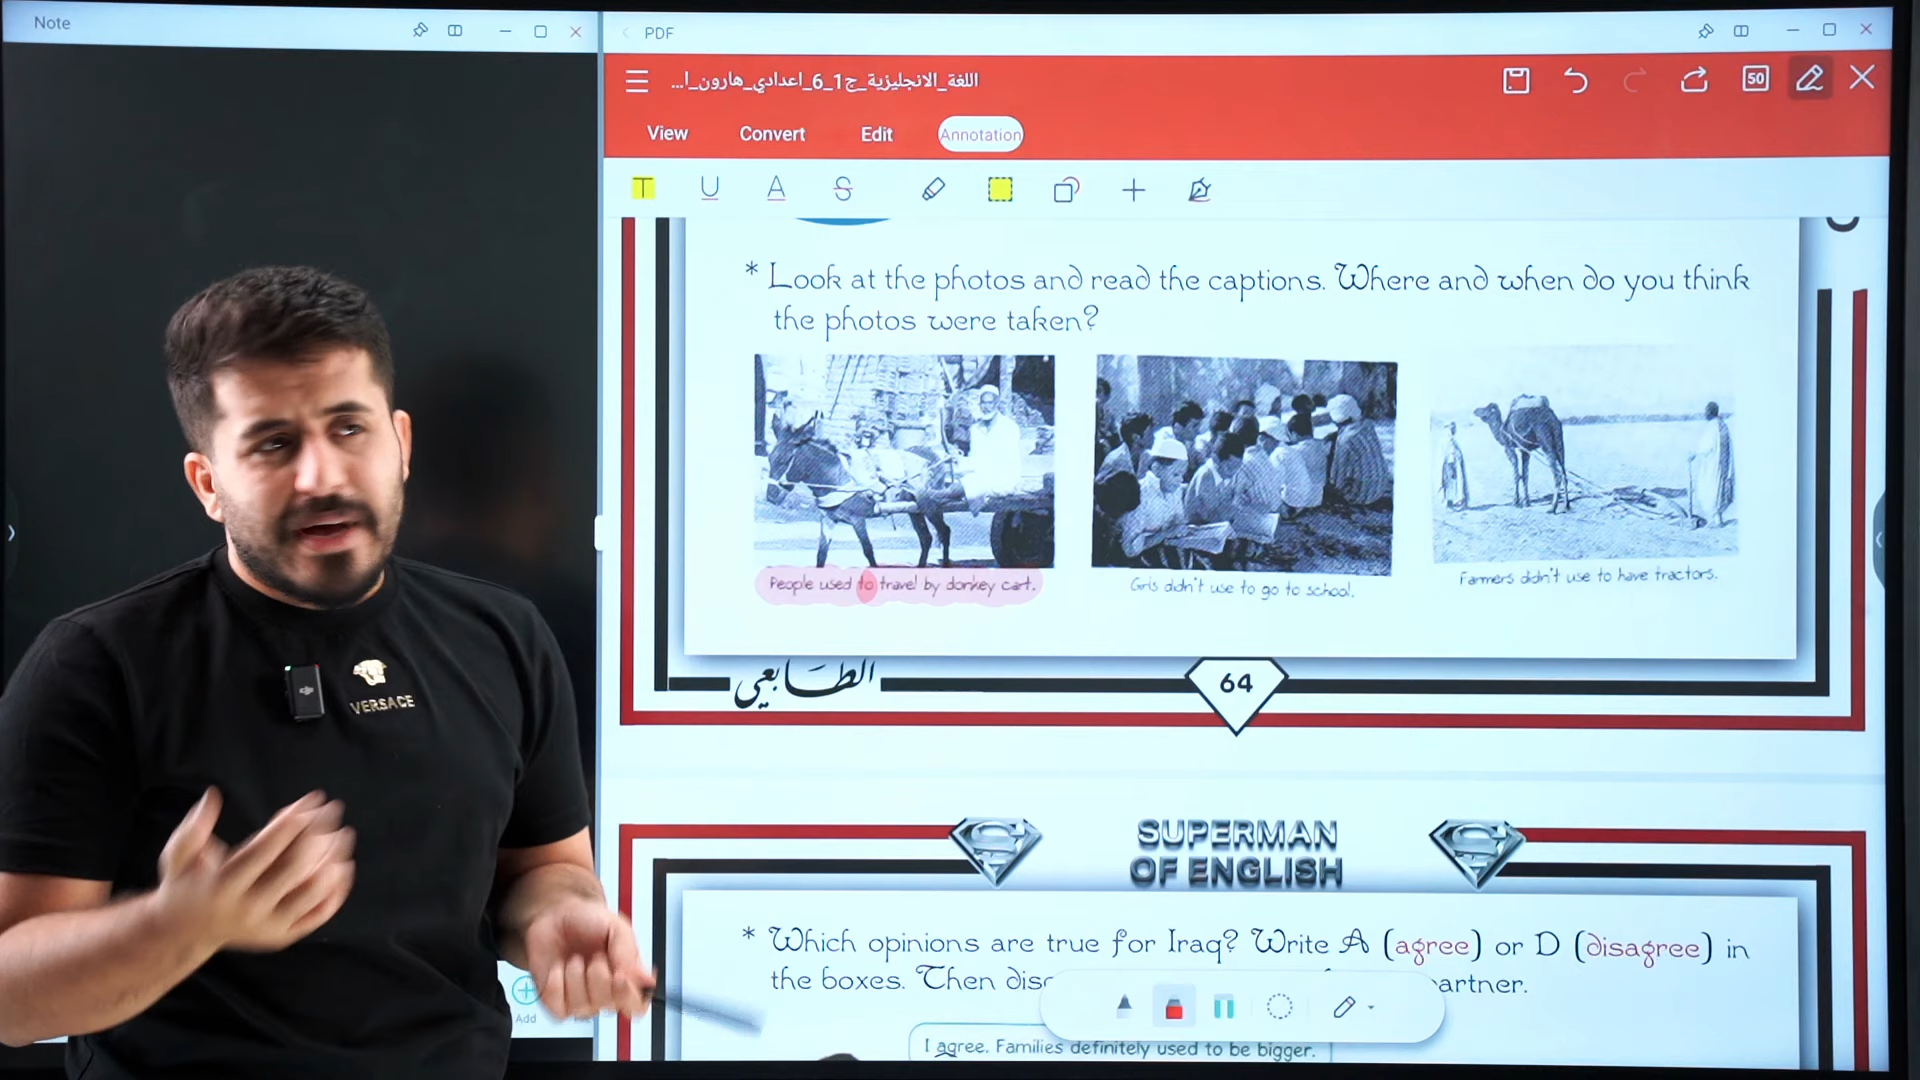 Note
PDF
اللغة_الانجليزية_ج1_6_اعدادي_هارون_ا...
50
View Convert Edit Annotation
* Look at the photos and read the captions. Where and when do you think
the photos were taken?
People used to travel by donkey cart.
Girls didn't use to go to school.
Farmers didn't use to have tractors.
الطابعي
64
SUPERMAN
OF ENGLISH
* Which opinions are true for Iraq? Write A (agree) or D (disagree) in
the boxes. Then disc
artner.
I agree. Families definitely used to be bigger.
VERSACE
Add